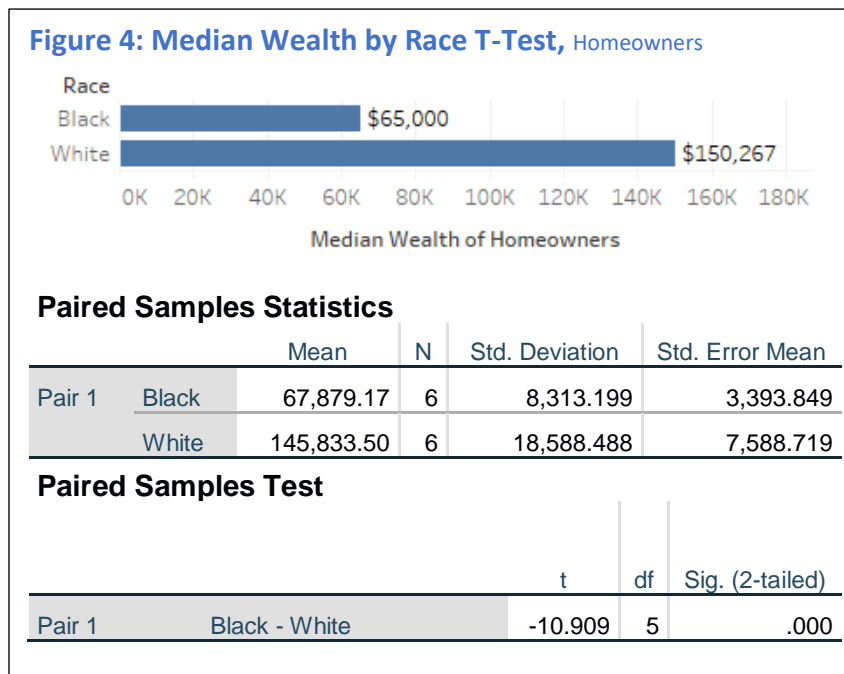 Figure 4: Median Wealth by Race T-Test, Homeowners
Race
Black $65,000
White $150,267
0K 20K 40K 60K 80K 100K 120K 140K 160K 180K
Median Wealth of Homeowners
Paired Samples Statistics
Mean N Std. Deviation Std. Error Mean
Pair 1 Black 67,879.17 6 8,313.199 3,393.849
White 145,833.50 6 18,588.488 7,588.719
Paired Samples Test
t df Sig. (2-tailed)
Pair 1 Black - White -10.909 5 .000